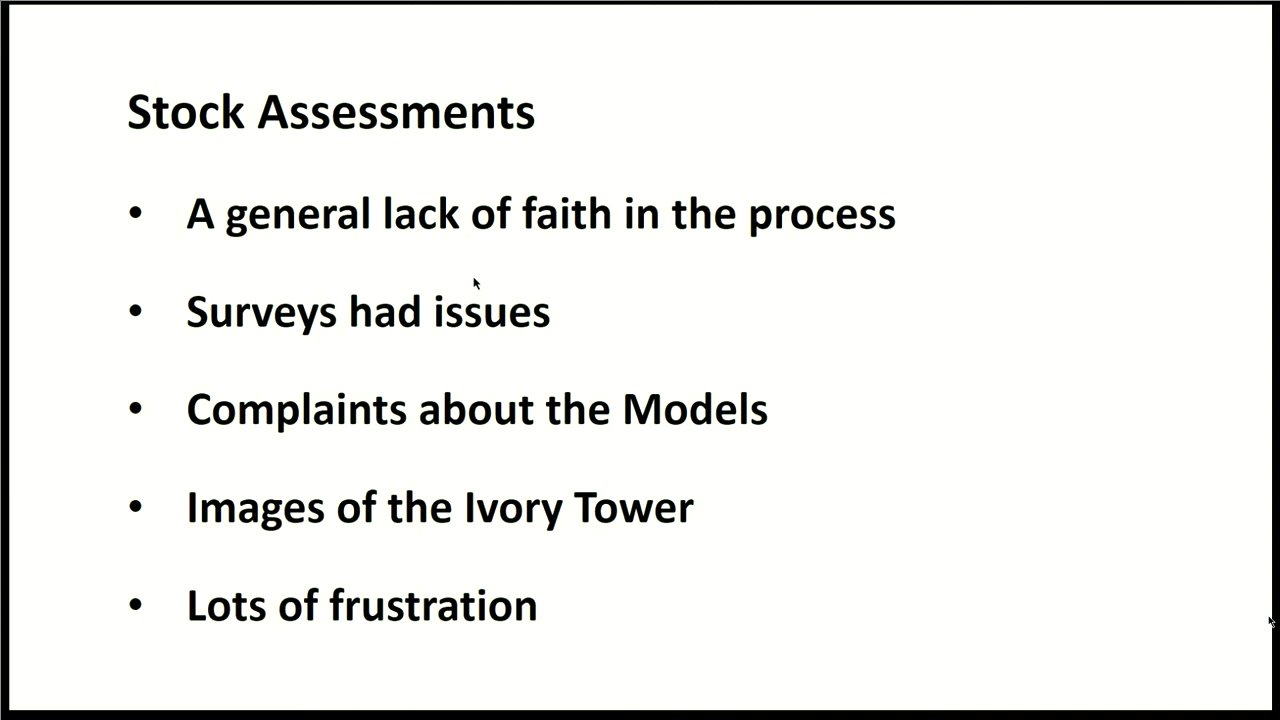 Stock Assessments
• A general lack of faith in the process
• Surveys had issues
• Complaints about the Models
• Images of the Ivory Tower
• Lots of frustration